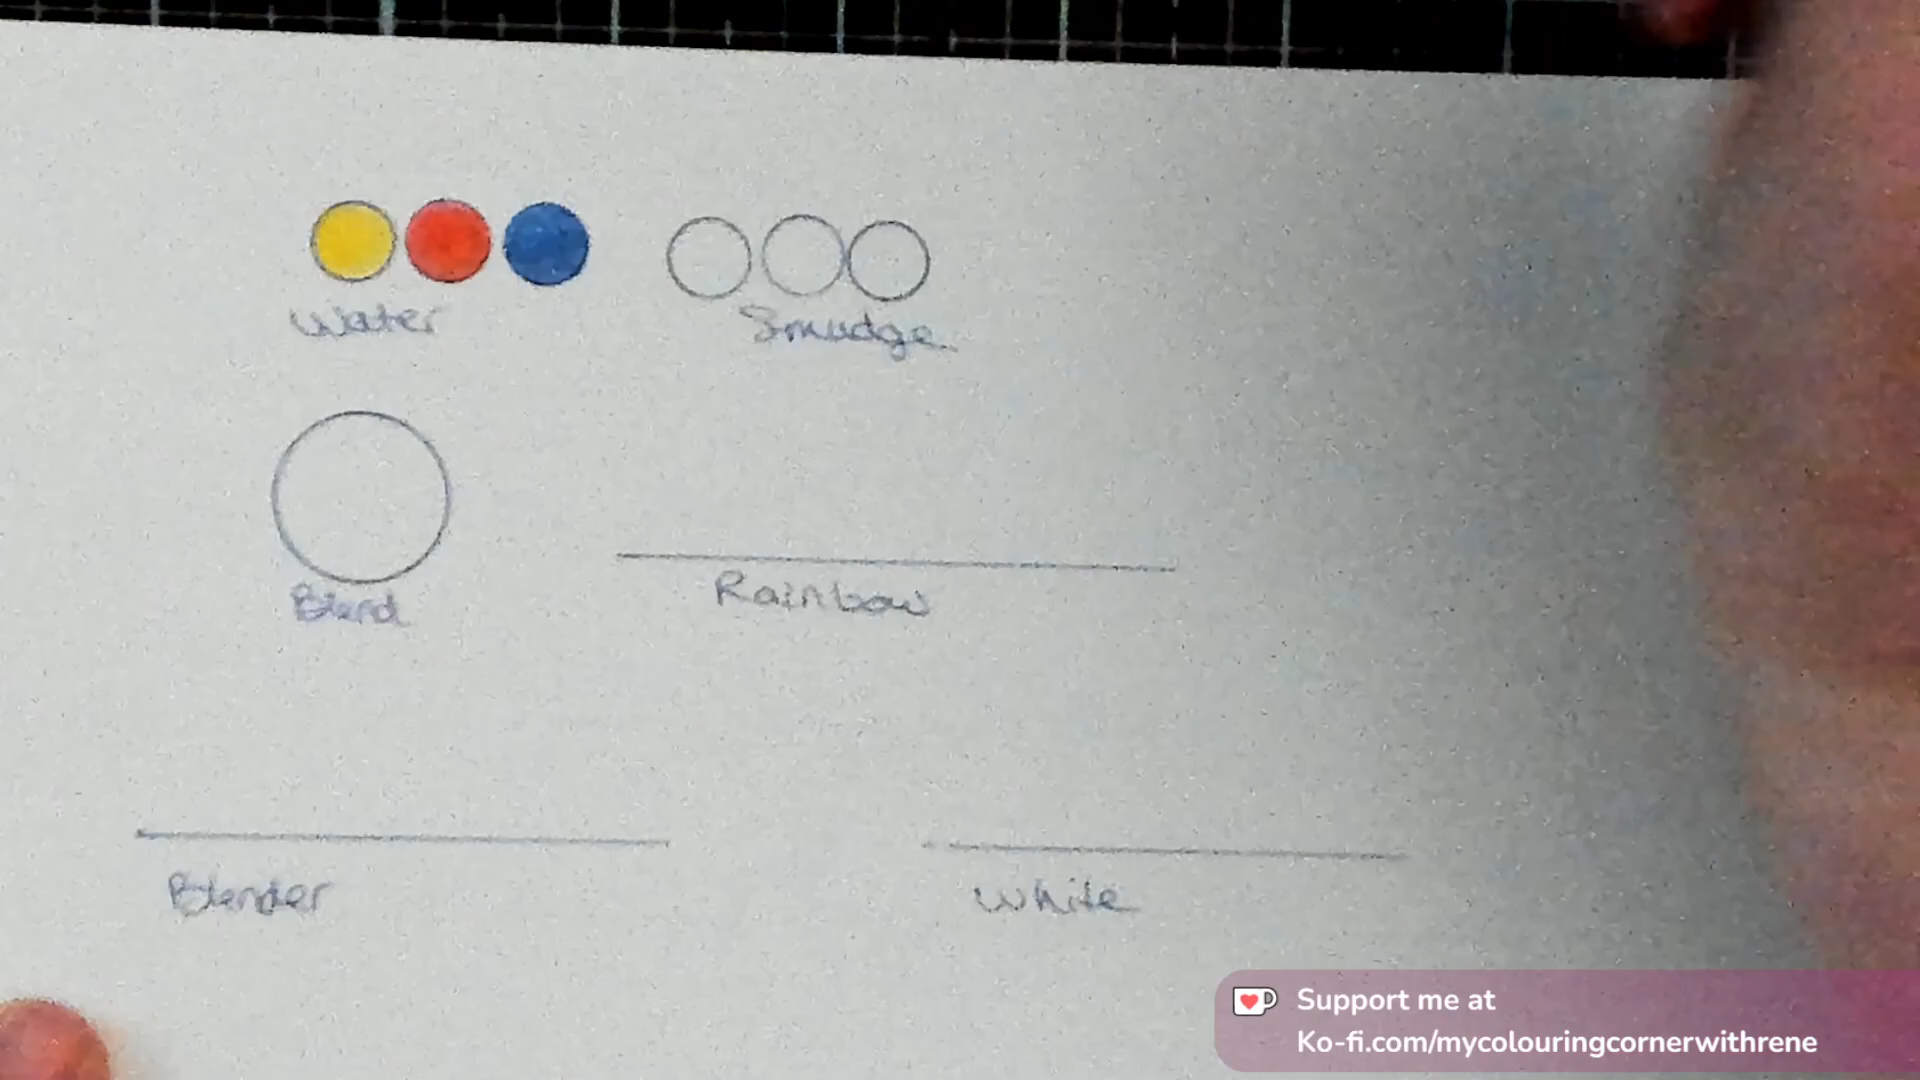 Water
Smudge
Blend
Rainbow
Blender
White
Support me at
Ko-fi.com/mycolouringcornerwithrene